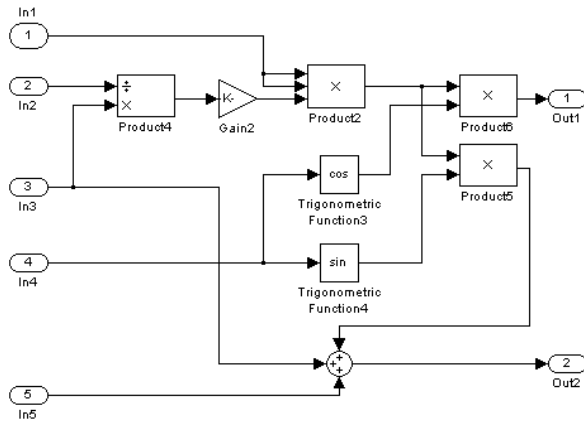 In1
1
2
In2
÷
×
Product4
K-
Gain2
×
Product2
×
Product6
1
Out1
3
In3
cos
Trigonometric
Function3
×
Product5
4
In4
sin
Trigonometric
Function4
+
+
+
2
Out2
5
In5